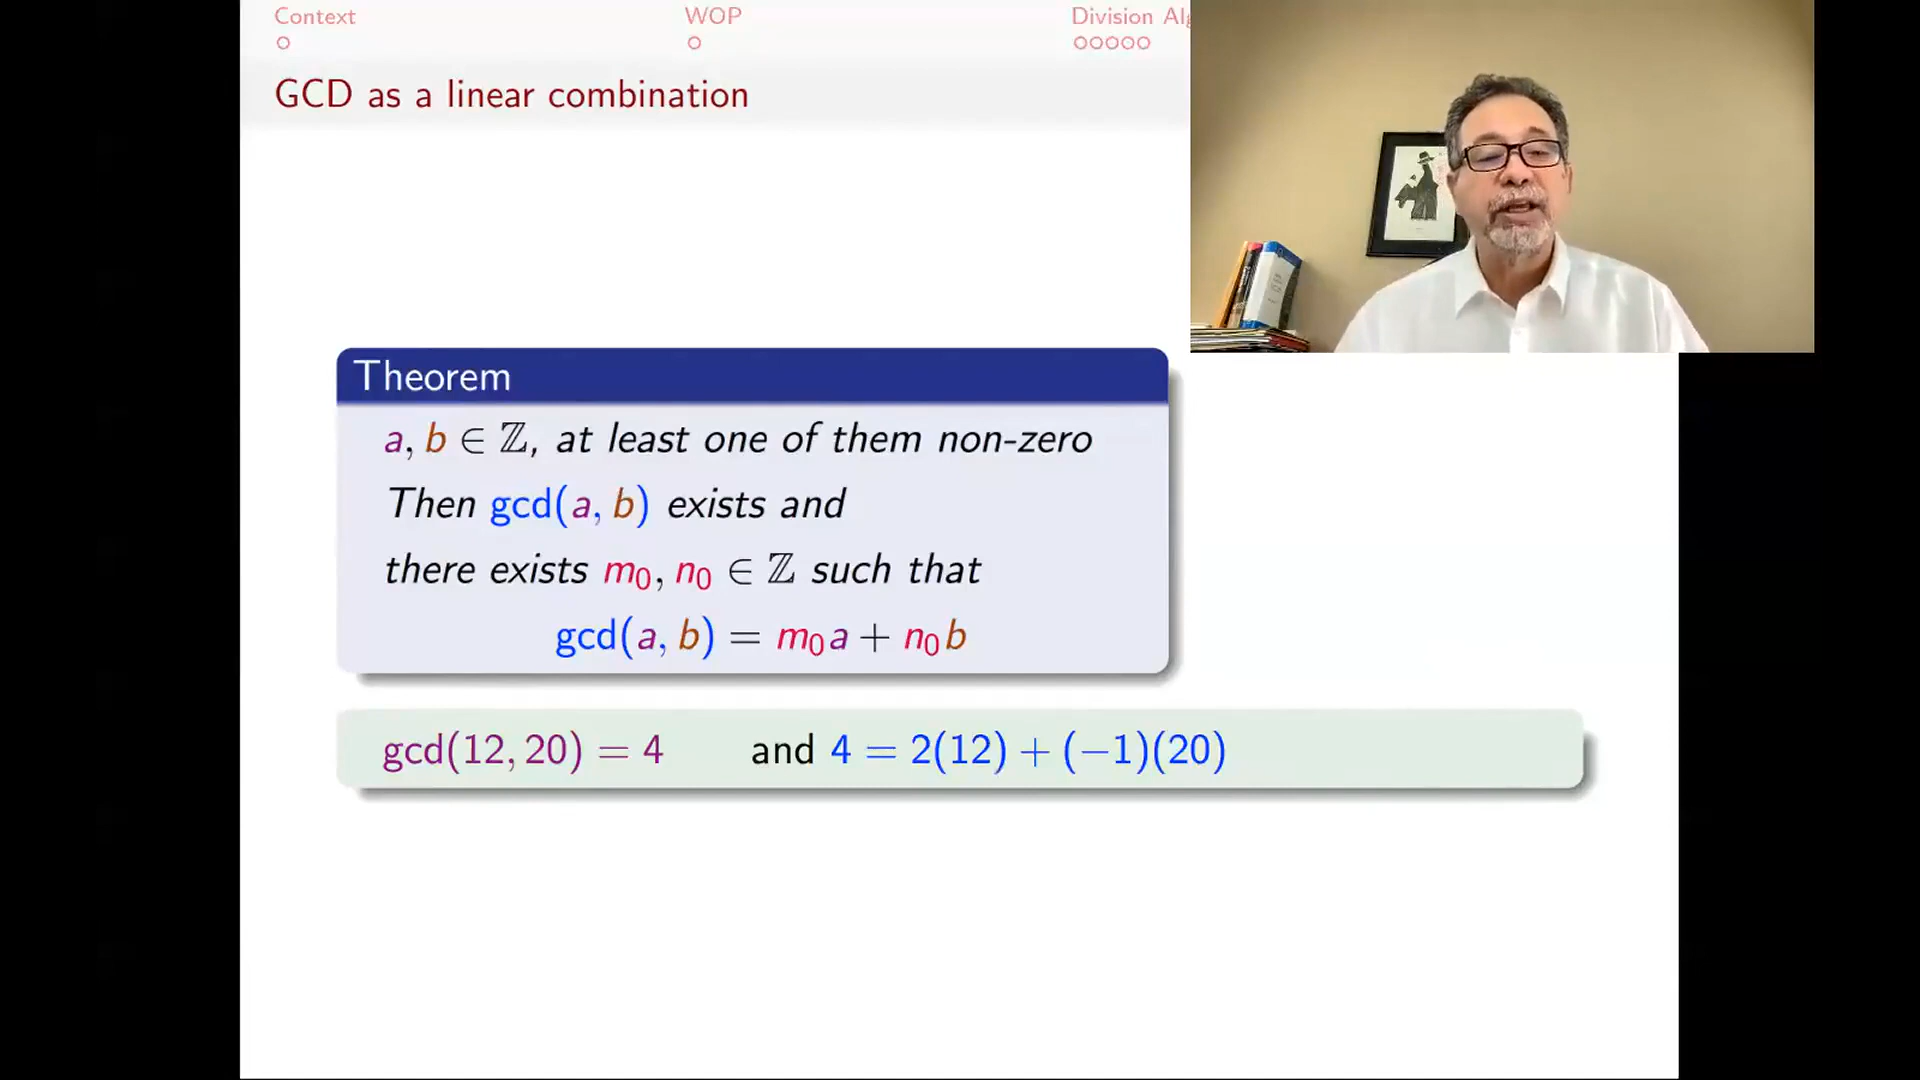 Context
WOP
Division Al
GCD as a linear combination
Theorem
a, b ∈ ℤ, at least one of them non-zero
Then gcd(a, b) exists and
there exists m₀, n₀ ∈ ℤ such that
gcd(a, b) = m₀a + n₀b
gcd(12, 20) = 4 and 4 = 2(12) + (−1)(20)